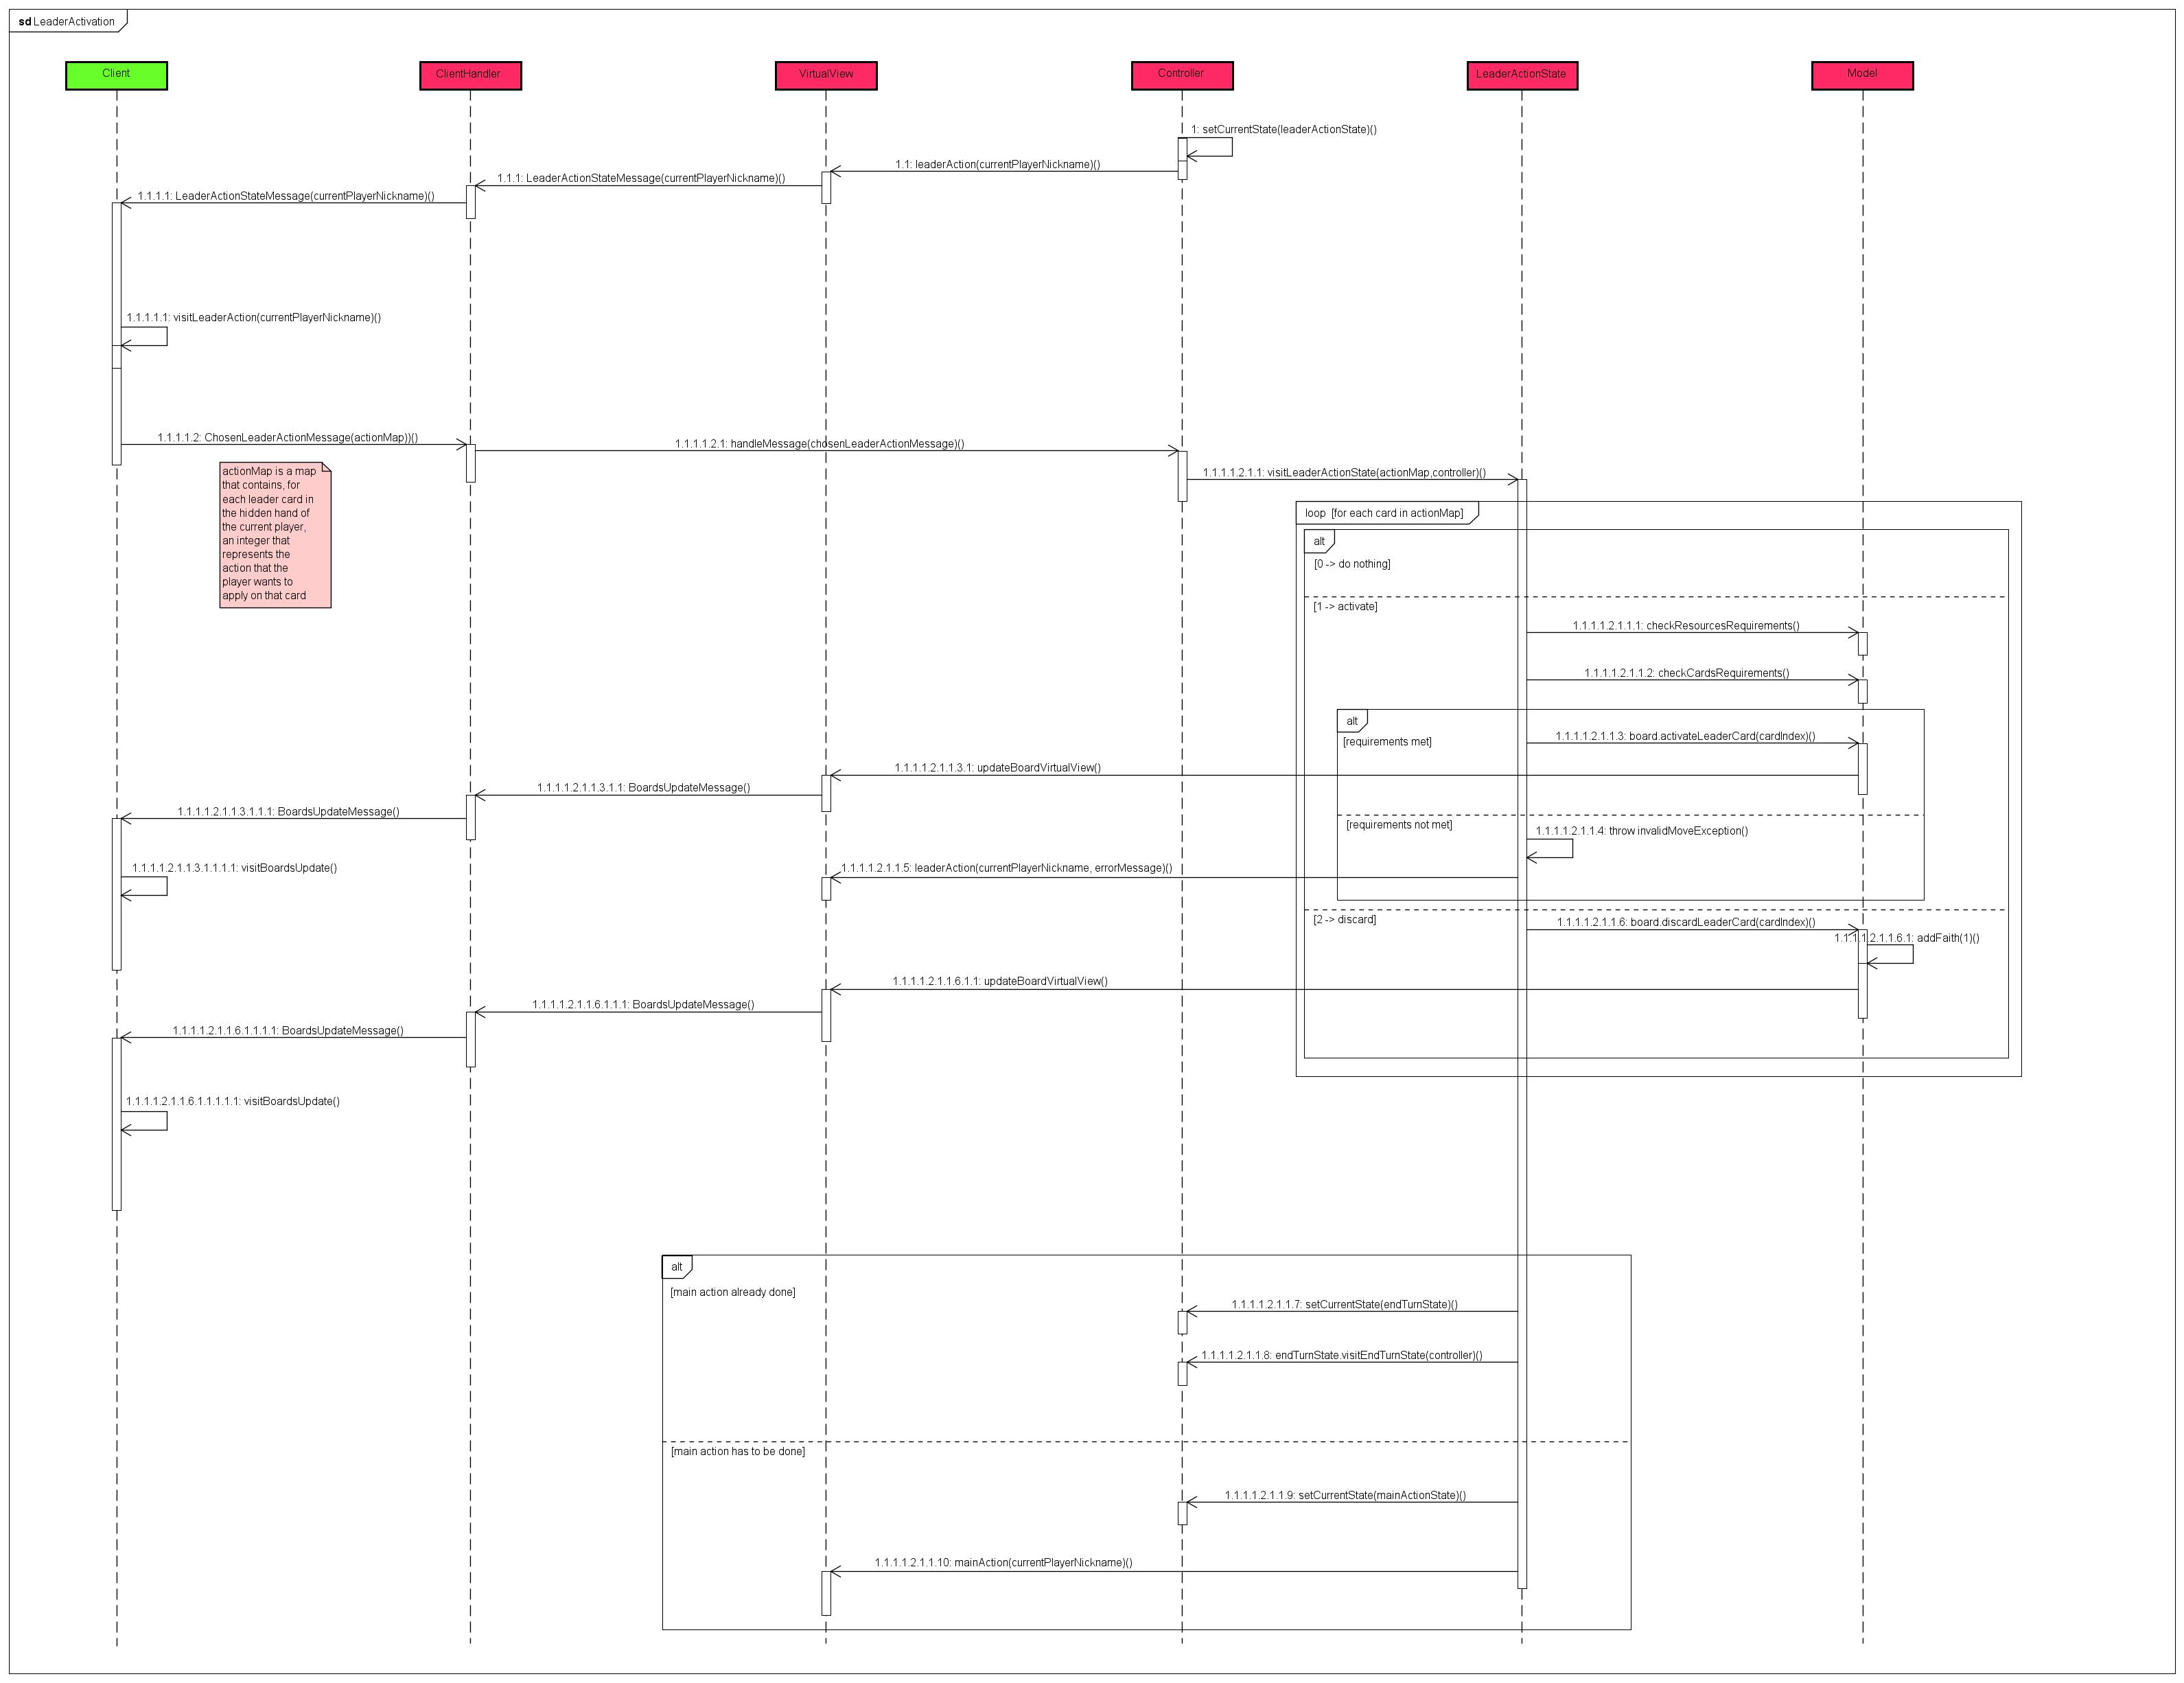 sd LeaderActivation
Client
ClientHandler
VirtualView
Controller
LeaderActionState
Model
1: setCurrentState(leaderActionState)()
1.1: leaderAction(currentPlayerNickname)()
1.1.1: LeaderActionStateMessage(currentPlayerNickname)()
1.1.1.1: LeaderActionStateMessage(currentPlayerNickname)()
1.1.1.1.1: visitLeaderAction(currentPlayerNickname)()
1.1.1.1.2: ChosenLeaderActionMessage(actionMap))()
1.1.1.1.2.1: handleMessage(chosenLeaderActionMessage)()
1.1.1.1.2.1.1: visitLeaderActionState(actionMap,controller)()
actionMap is a map
that contains, for
each leader card in
the hidden hand of
the current player,
an integer that
represents the
action that the
player wants to
apply on that card
loop [for each card in actionMap]
alt
[0 -> do nothing]
[1 -> activate]
1.1.1.1.2.1.1.1: checkResourcesRequirements()
1.1.1.1.2.1.1.2: checkCardsRequirements()
alt
[requirements met]
1.1.1.1.2.1.1.3: board.activateLeaderCard(cardIndex)()
1.1.1.1.2.1.1.3.1: updateBoardVirtualView()
1.1.1.1.2.1.1.3.1.1: BoardsUpdateMessage()
1.1.1.1.2.1.1.3.1.1.1: BoardsUpdateMessage()
[requirements not met]
1.1.1.1.2.1.1.4: throw invalidMoveException()
1.1.1.1.2.1.1.3.1.1.1.1: visitBoardsUpdate()
1.1.1.1.2.1.1.5: leaderAction(currentPlayerNickname, errorMessage)()
[2 -> discard]
1.1.1.1.2.1.1.6: board.discardLeaderCard(cardIndex)()
1.1.1.1.2.1.1.6.1: addFaith(1)()
1.1.1.1.2.1.1.6.1.1: updateBoardVirtualView()
1.1.1.1.2.1.1.6.1.1.1: BoardsUpdateMessage()
1.1.1.1.2.1.1.6.1.1.1.1: BoardsUpdateMessage()
1.1.1.1.2.1.1.6.1.1.1.1.1: visitBoardsUpdate()
alt
[main action already done]
1.1.1.1.2.1.1.7: setCurrentState(endTurnState)()
1.1.1.1.2.1.1.8: endTurnState.visitEndTurnState(controller)()
[main action has to be done]
1.1.1.1.2.1.1.9: setCurrentState(mainActionState)()
1.1.1.1.2.1.1.10: mainAction(currentPlayerNickname)()